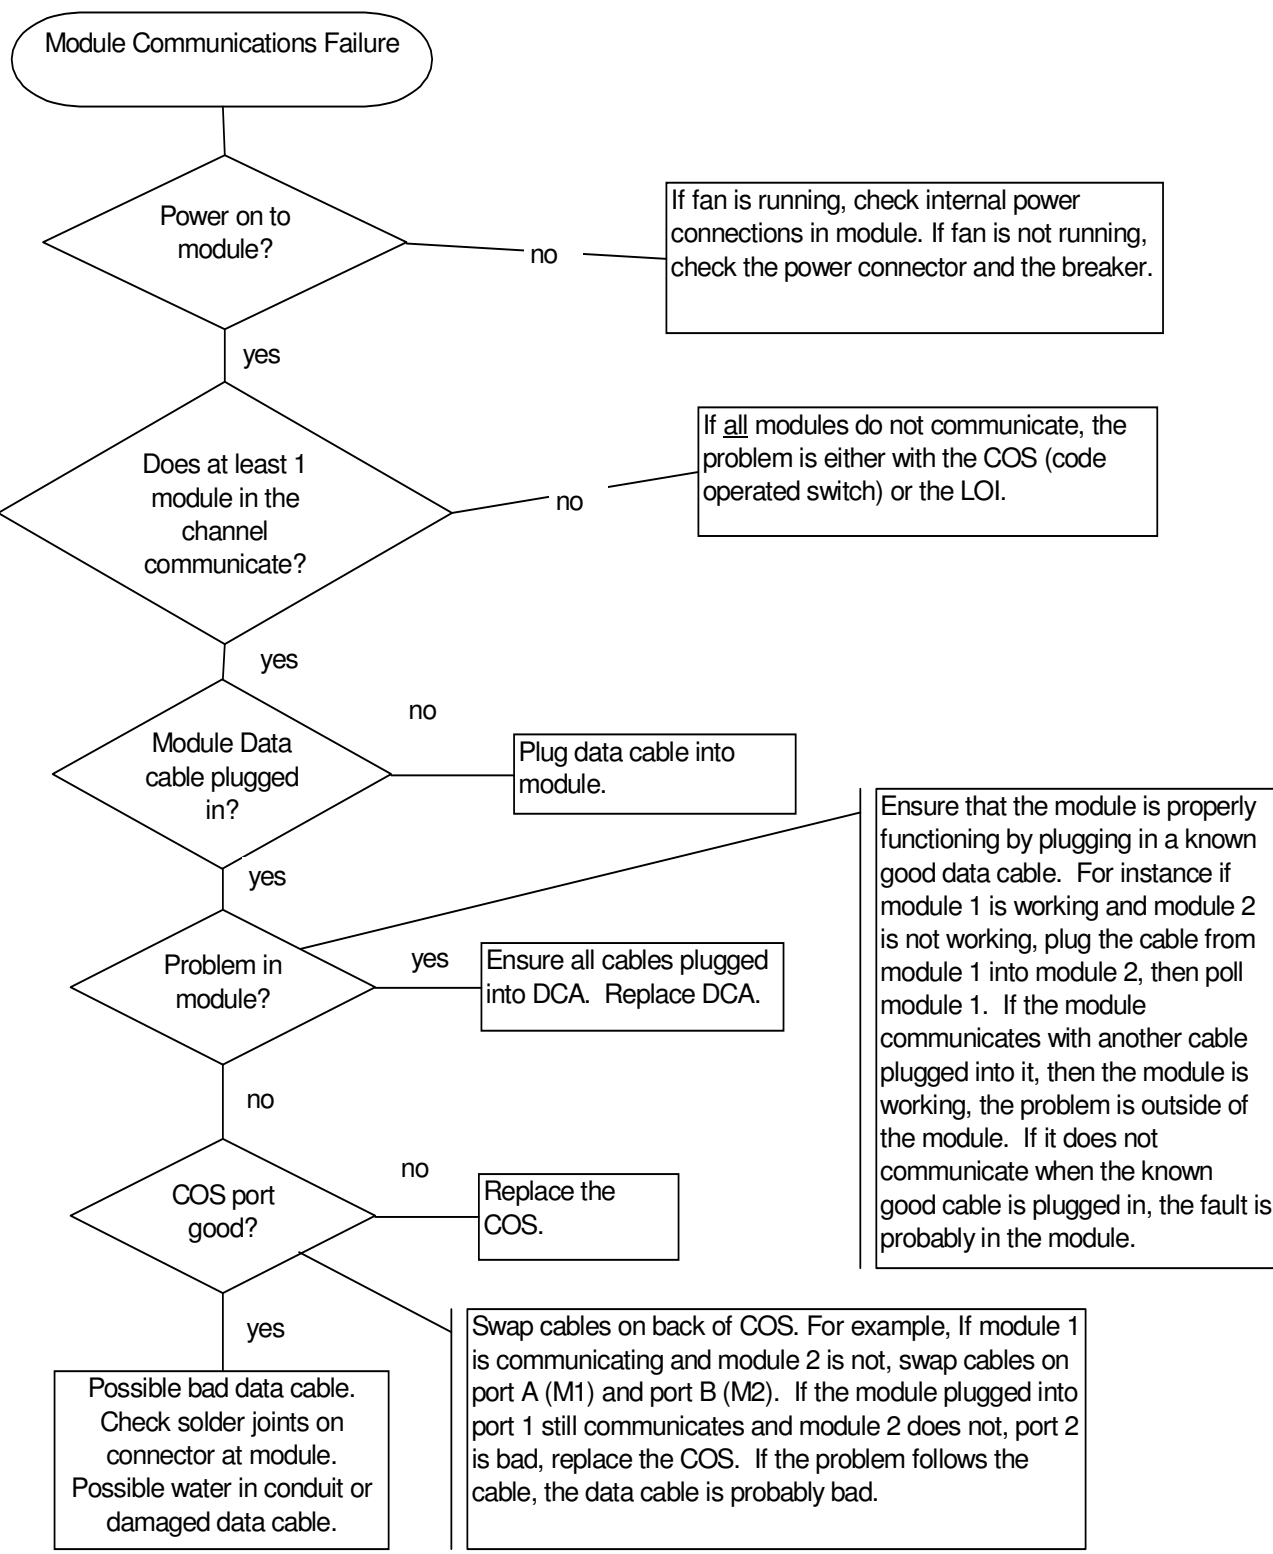 Module Communications Failure
Power on to
module?
no
If fan is running, check internal power
connections in module. If fan is not running,
check the power connector and the breaker.
yes
Does at least 1
module in the
channel
communicate?
no
If all modules do not communicate, the
problem is either with the COS (code
operated switch) or the LOI.
yes
Module Data
cable plugged
in?
no
Plug data cable into
module.
yes
Problem in
module?
yes
Ensure all cables plugged
into DCA.  Replace DCA.
Ensure that the module is properly
functioning by plugging in a known
good data cable.  For instance if
module 1 is working and module 2
is not working, plug the cable from
module 1 into module 2, then poll
module 1.  If the module
communicates with another cable
plugged into it, then the module is
working, the problem is outside of
the module.  If it does not
communicate when the known
good cable is plugged in, the fault is
probably in the module.
no
COS port
good?
no
Replace the
COS.
yes
Possible bad data cable.
Check solder joints on
connector at module.
Possible water in conduit or
damaged data cable.
Swap cables on back of COS. For example, If module 1
is communicating and module 2 is not, swap cables on
port A (M1) and port B (M2).  If the module plugged into
port 1 still communicates and module 2 does not, port 2
is bad, replace the COS.  If the problem follows the
cable, the data cable is probably bad.